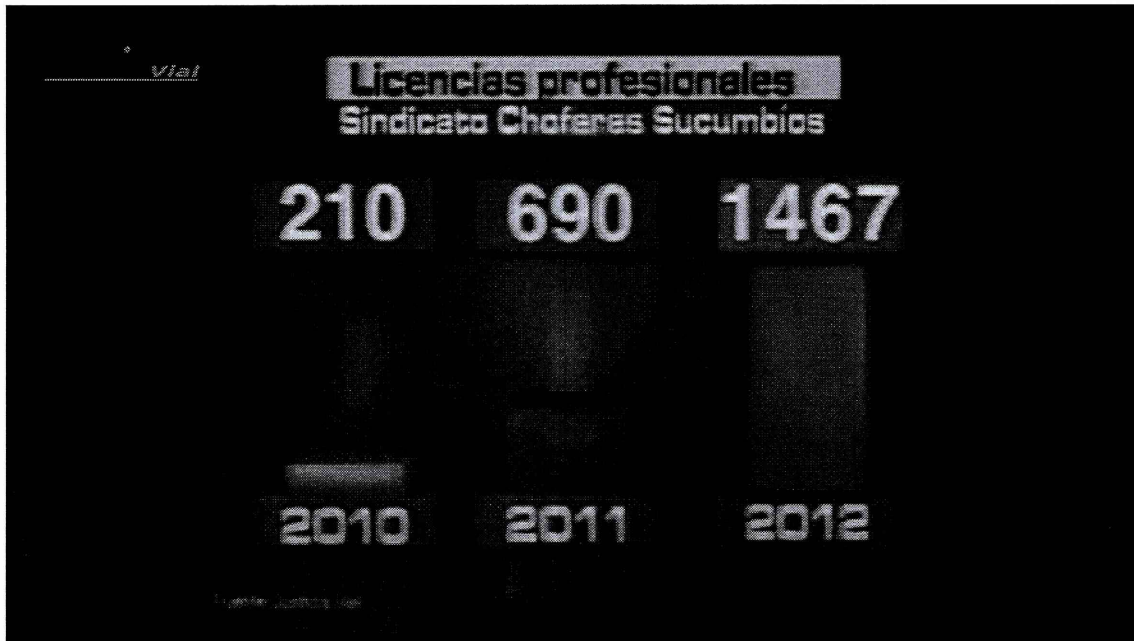 Vial
Licencias profesionales
Sindicato Choferes Sucumbios
210 690 1467
2010 2011 2012